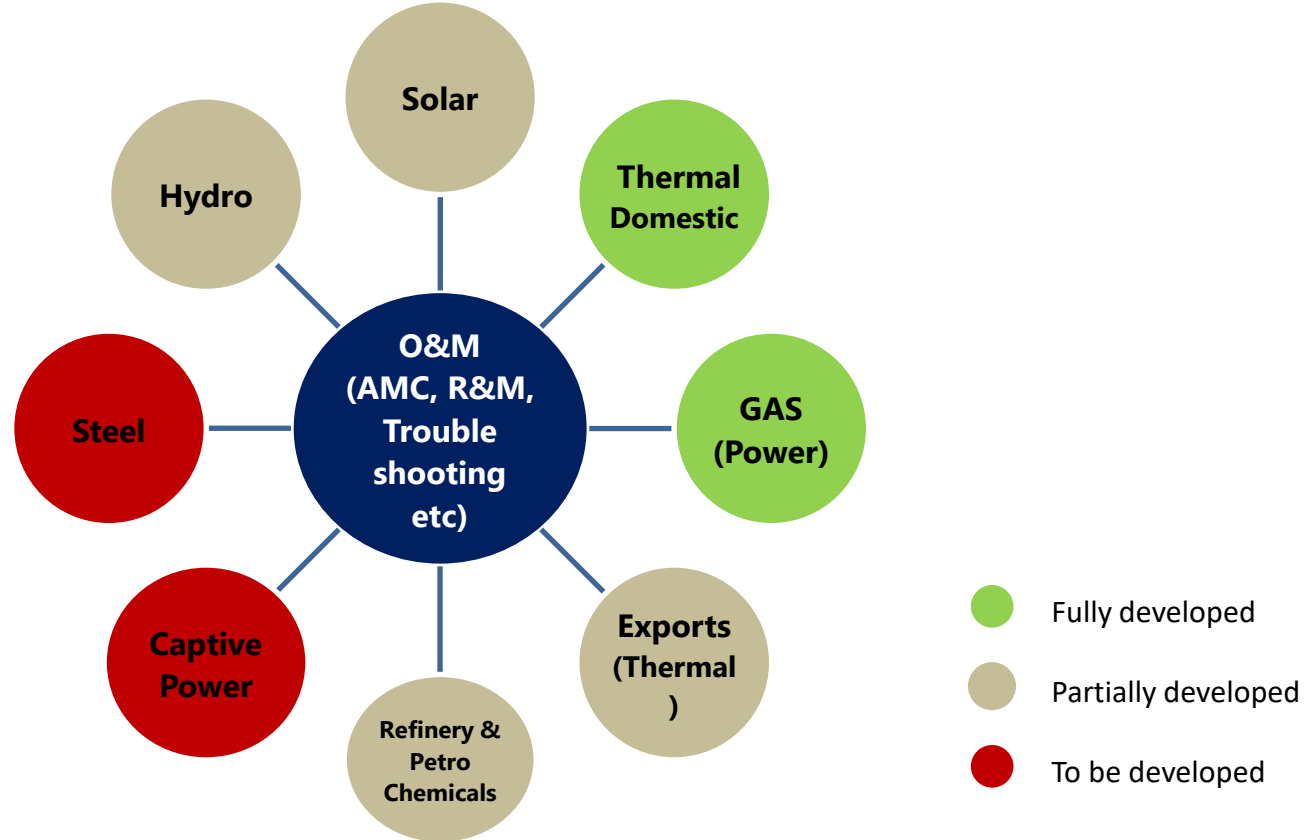 Solar
Thermal
Domestic
GAS
(Power)
Exports
(Thermal
)
Refinery &
Petro
Chemicals
Captive
Power
Steel
Hydro
O&M
(AMC, R&M,
Trouble
shooting
etc)
Fully developed
Partially developed
To be developed